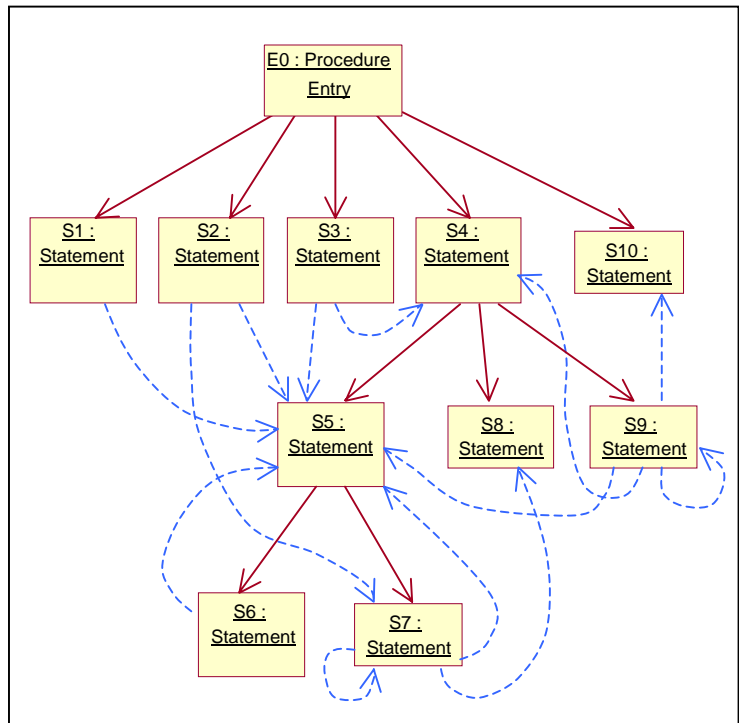 E0 : Procedure
Entry
S1 :
Statement
S2 :
Statement
S3 :
Statement
S4 :
Statement
S10 :
Statement
S5 :
Statement
S8 :
Statement
S9 :
Statement
S6 :
Statement
S7 :
Statement